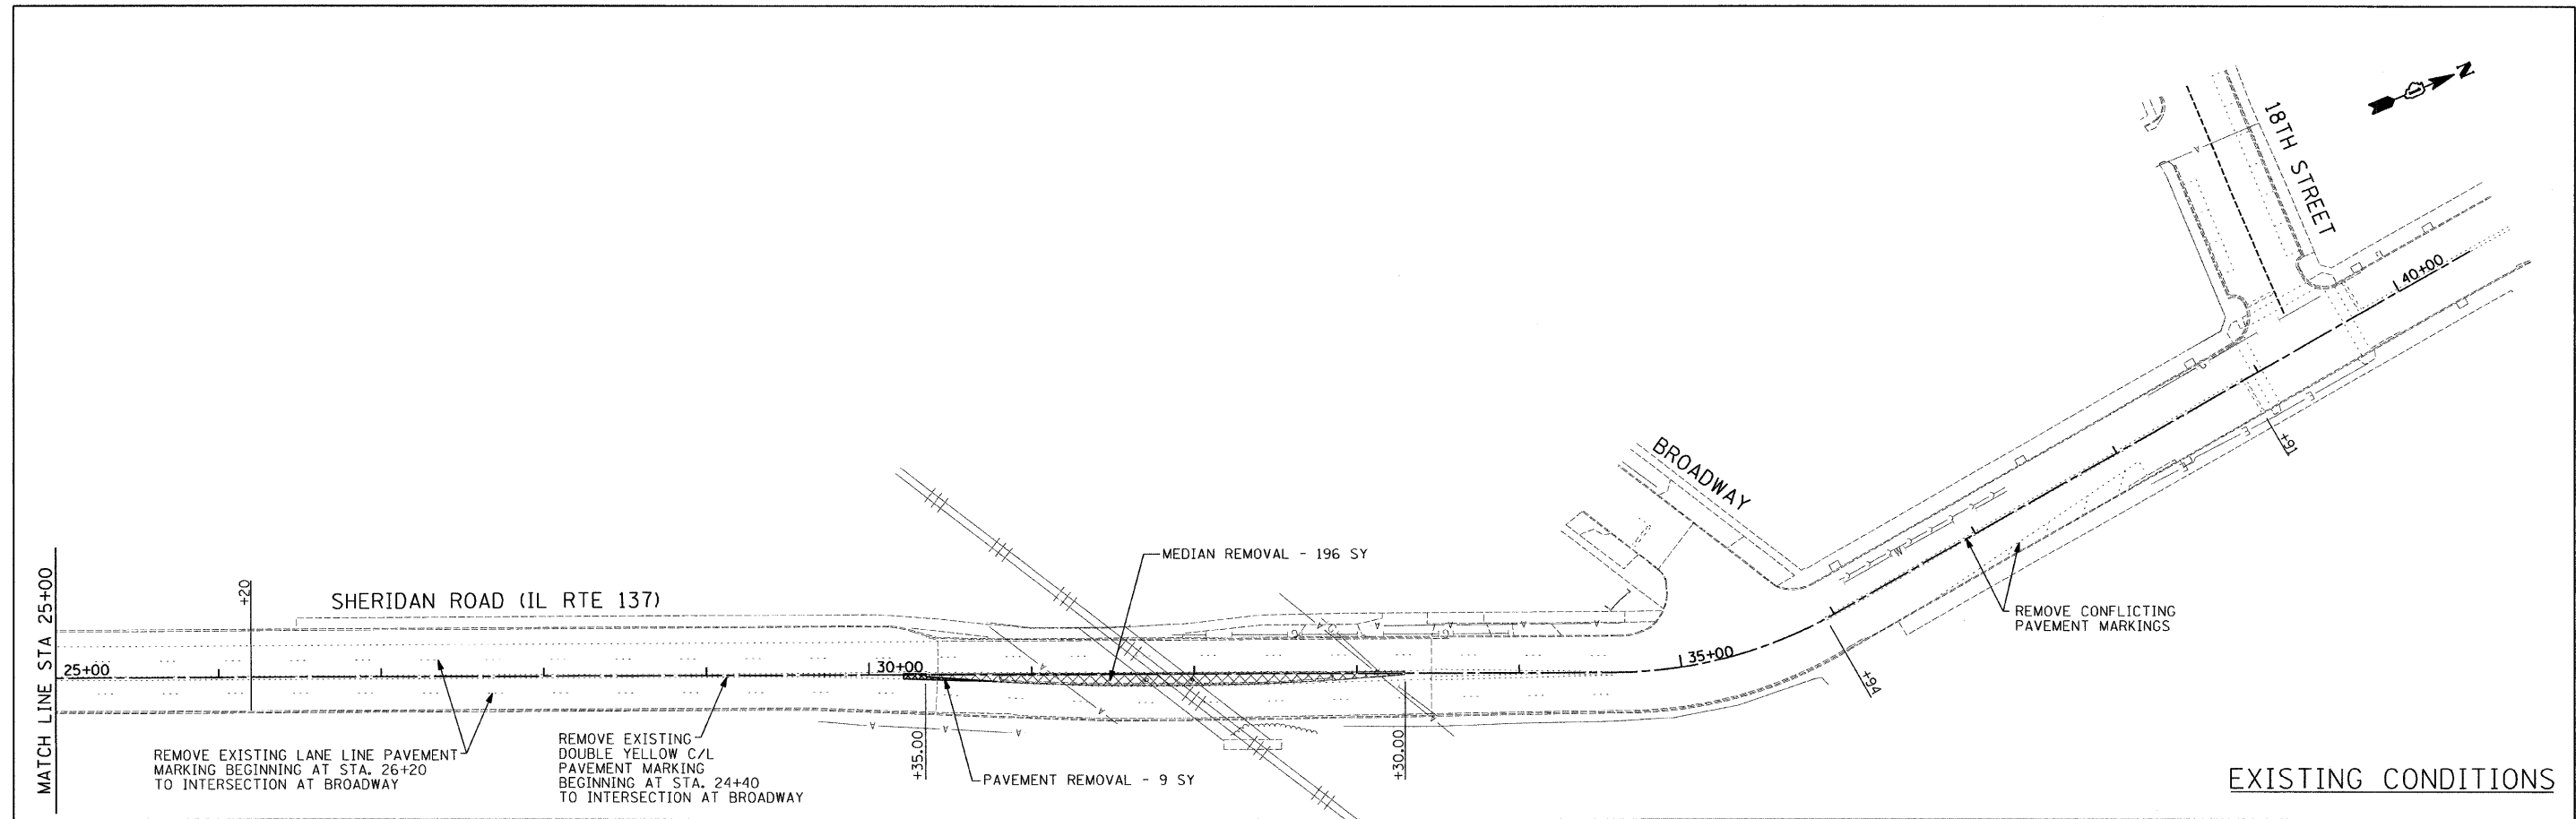 N
18TH STREET
40+00
BROADWAY
+91
MEDIAN REMOVAL - 196 SY
MATCH LINE STA 25+00
+20
SHERIDAN ROAD (IL RTE 137)
REMOVE CONFLICTING
PAVEMENT MARKINGS
25+00
30+00
35+00
+94
REMOVE EXISTING LANE LINE PAVEMENT
MARKING BEGINNING AT STA. 26+20
TO INTERSECTION AT BROADWAY
REMOVE EXISTING
DOUBLE YELLOW C/L
PAVEMENT MARKING
BEGINNING AT STA. 24+40
TO INTERSECTION AT BROADWAY
+35.00
PAVEMENT REMOVAL - 9 SY
+30.00
EXISTING CONDITIONS